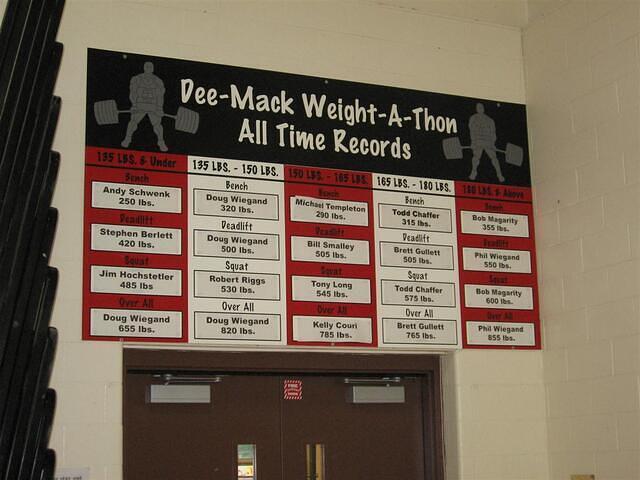 Dee-Mack Weight-A-Thon
All Time Records
135 LBS. & Under
Bench
Andy Schwenk
250 lbs.
Deadlift
Stephen Berlett
420 lbs.
Squat
Jim Hochstetler
485 lbs
Over All
Doug Wiegand
655 lbs.
135 LBS. - 150 LBS.
Bench
Doug Wiegand
320 lbs.
Deadlift
Doug Wiegand
500 lbs.
Squat
Robert Riggs
530 lbs.
Over All
Doug Wiegand
820 lbs.
150 LBS. - 165 LBS.
Bench
Michael Templeton
290 lbs.
Deadlift
Bill Smalley
505 lbs.
Squat
Tony Long
545 lbs.
Over All
Kelly Couri
785 lbs.
165 LBS. - 180 LBS.
Bench
Todd Chaffer
315 lbs.
Deadlift
Brett Gullett
505 lbs.
Squat
Todd Chaffer
575 lbs.
Over All
Brett Gullett
765 lbs.
180 LBS. & Above
Bench
Bob Magarity
355 lbs.
Deadlift
Phil Wiegand
550 lbs.
Squat
Bob Magarity
600 lbs.
Over All
Phil Wiegand
855 lbs.